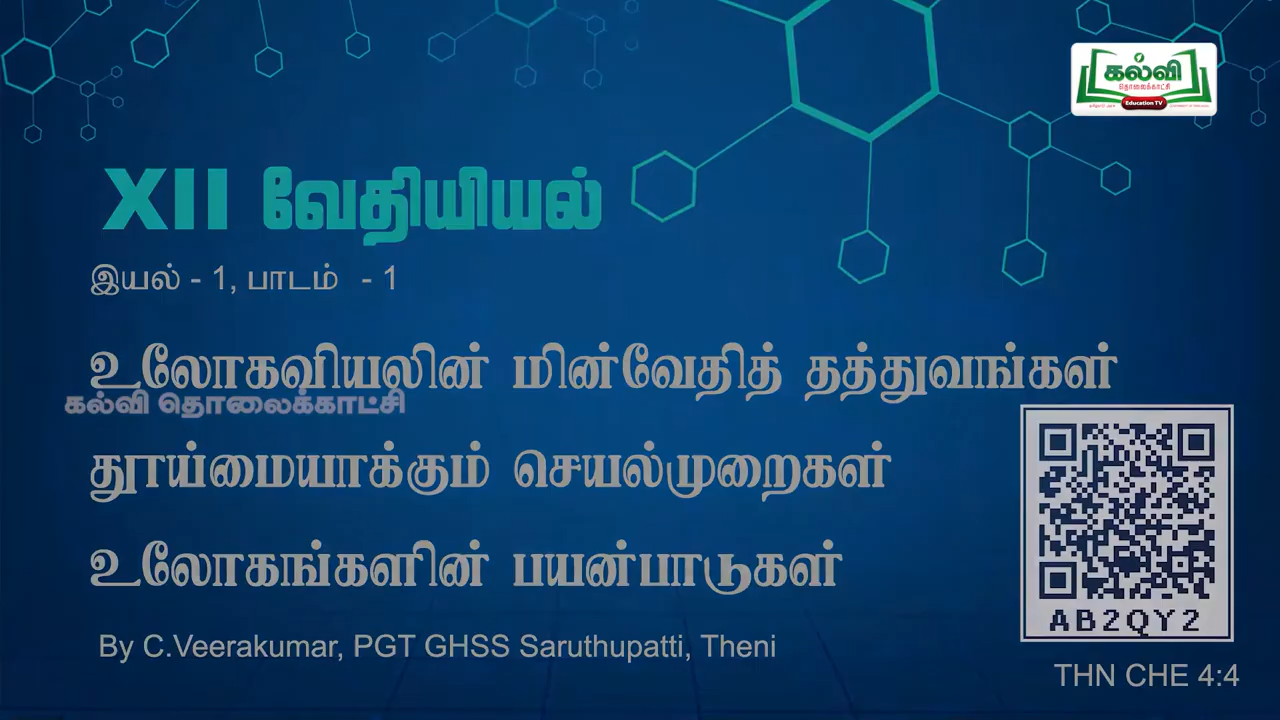 கல்வி
தொலைக்காட்சி
Education TV
XII வேதியியல்
இயல் - 1, பாடம் - 1
உலோகவியலின் மின்வேதித் தத்துவங்கள்
கல்வி தொலைக்காட்சி
தூய்மையாக்கும் செயல்முறைகள்
உலோகங்களின் பயன்பாடுகள்
AB2QY2
By C.Veerakumar, PGT GHSS Saruthupatti, Theni
THN CHE 4:4